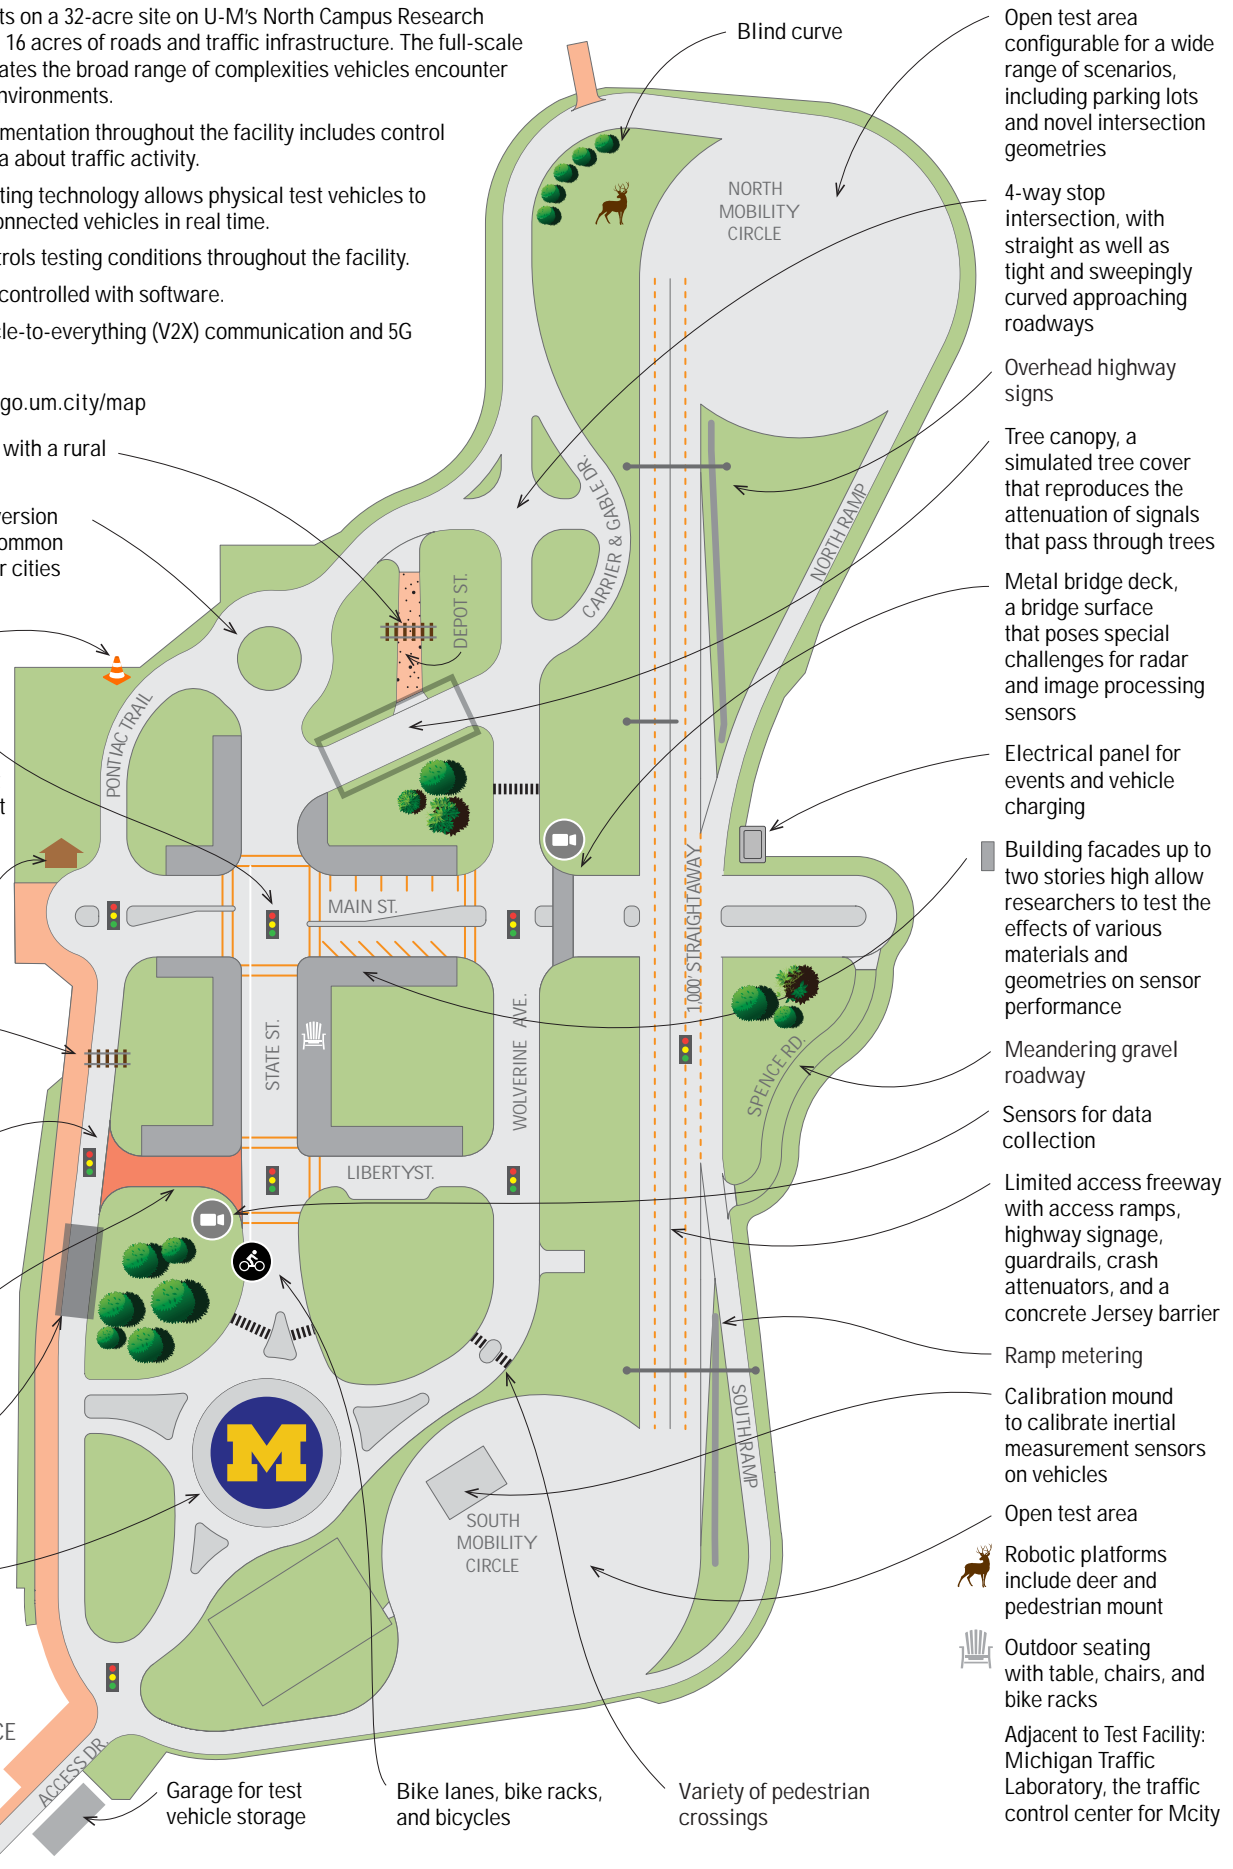 ts on a 32-acre site on U-M's North Campus Research
16 acres of roads and traffic infrastructure. The full-scale
ates the broad range of complexities vehicles encounter
nvironments.
mentation throughout the facility includes control
a about traffic activity.
ting technology allows physical test vehicles to
onnected vehicles in real time.
trols testing conditions throughout the facility.
controlled with software.
cle-to-everything (V2X) communication and 5G
go.um.city/map
with a rural
version
ommon
r cities
t
CE
Blind curve
Open test area
configurable for a wide
range of scenarios,
including parking lots
and novel intersection
geometries
4-way stop
intersection, with
straight as well as
tight and sweepingly
curved approaching
roadways
Overhead highway
signs
Tree canopy, a
simulated tree cover
that reproduces the
attenuation of signals
that pass through trees
Metal bridge deck,
a bridge surface
that poses special
challenges for radar
and image processing
sensors
Electrical panel for
events and vehicle
charging
Building facades up to
two stories high allow
researchers to test the
effects of various
materials and
geometries on sensor
performance
Meandering gravel
roadway
Sensors for data
collection
Limited access freeway
with access ramps,
highway signage,
guardrails, crash
attenuators, and a
concrete Jersey barrier
Ramp metering
Calibration mound
to calibrate inertial
measurement sensors
on vehicles
Open test area
Robotic platforms
include deer and
pedestrian mount
Outdoor seating
with table, chairs, and
bike racks
Adjacent to Test Facility:
Michigan Traffic
Laboratory, the traffic
control center for Mcity
NORTH
MOBILITY
CIRCLE
CARRIER & GABLE DR.
NORTH RAMP
DEPOT ST.
PONTIAC TRAIL
MAIN ST.
1,000' STRAIGHTAWAY
STATE ST.
WOLVERINE AVE.
SPENCE RD.
LIBERTY ST.
SOUTH RAMP
M
SOUTH
MOBILITY
CIRCLE
ACCESS DR.
Garage for test
vehicle storage
Bike lanes, bike racks,
and bicycles
Variety of pedestrian
crossings